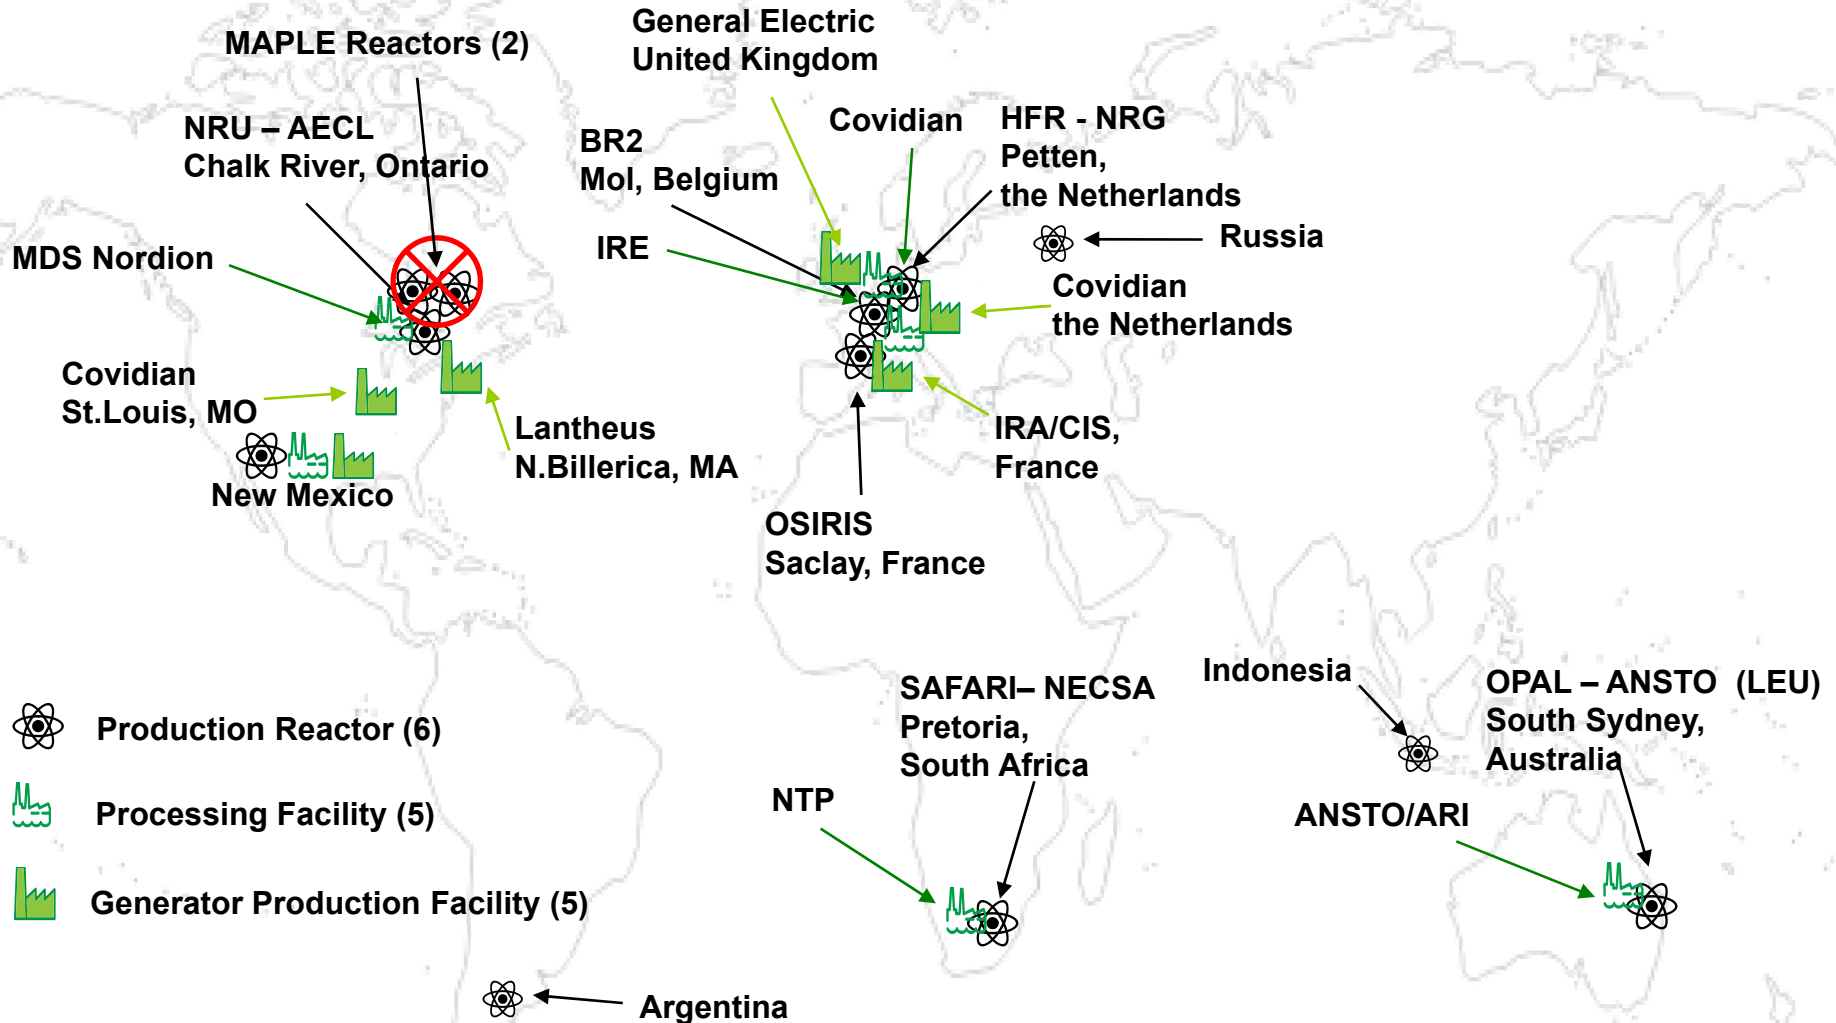 MAPLE Reactors (2)
General Electric
United Kingdom
NRU – AECL
Chalk River, Ontario
BR2
Mol, Belgium
Covidian
HFR - NRG
Petten,
the Netherlands
MDS Nordion
IRE
Russia
Covidian
the Netherlands
Covidian
St.Louis, MO
Lantheus
N.Billerica, MA
IRA/CIS,
France
New Mexico
OSIRIS
Saclay, France
Indonesia
SAFARI– NECSA
Pretoria,
South Africa
OPAL – ANSTO (LEU)
South Sydney,
Australia
NTP
ANSTO/ARI
Production Reactor (6)
Processing Facility (5)
Generator Production Facility (5)
Argentina